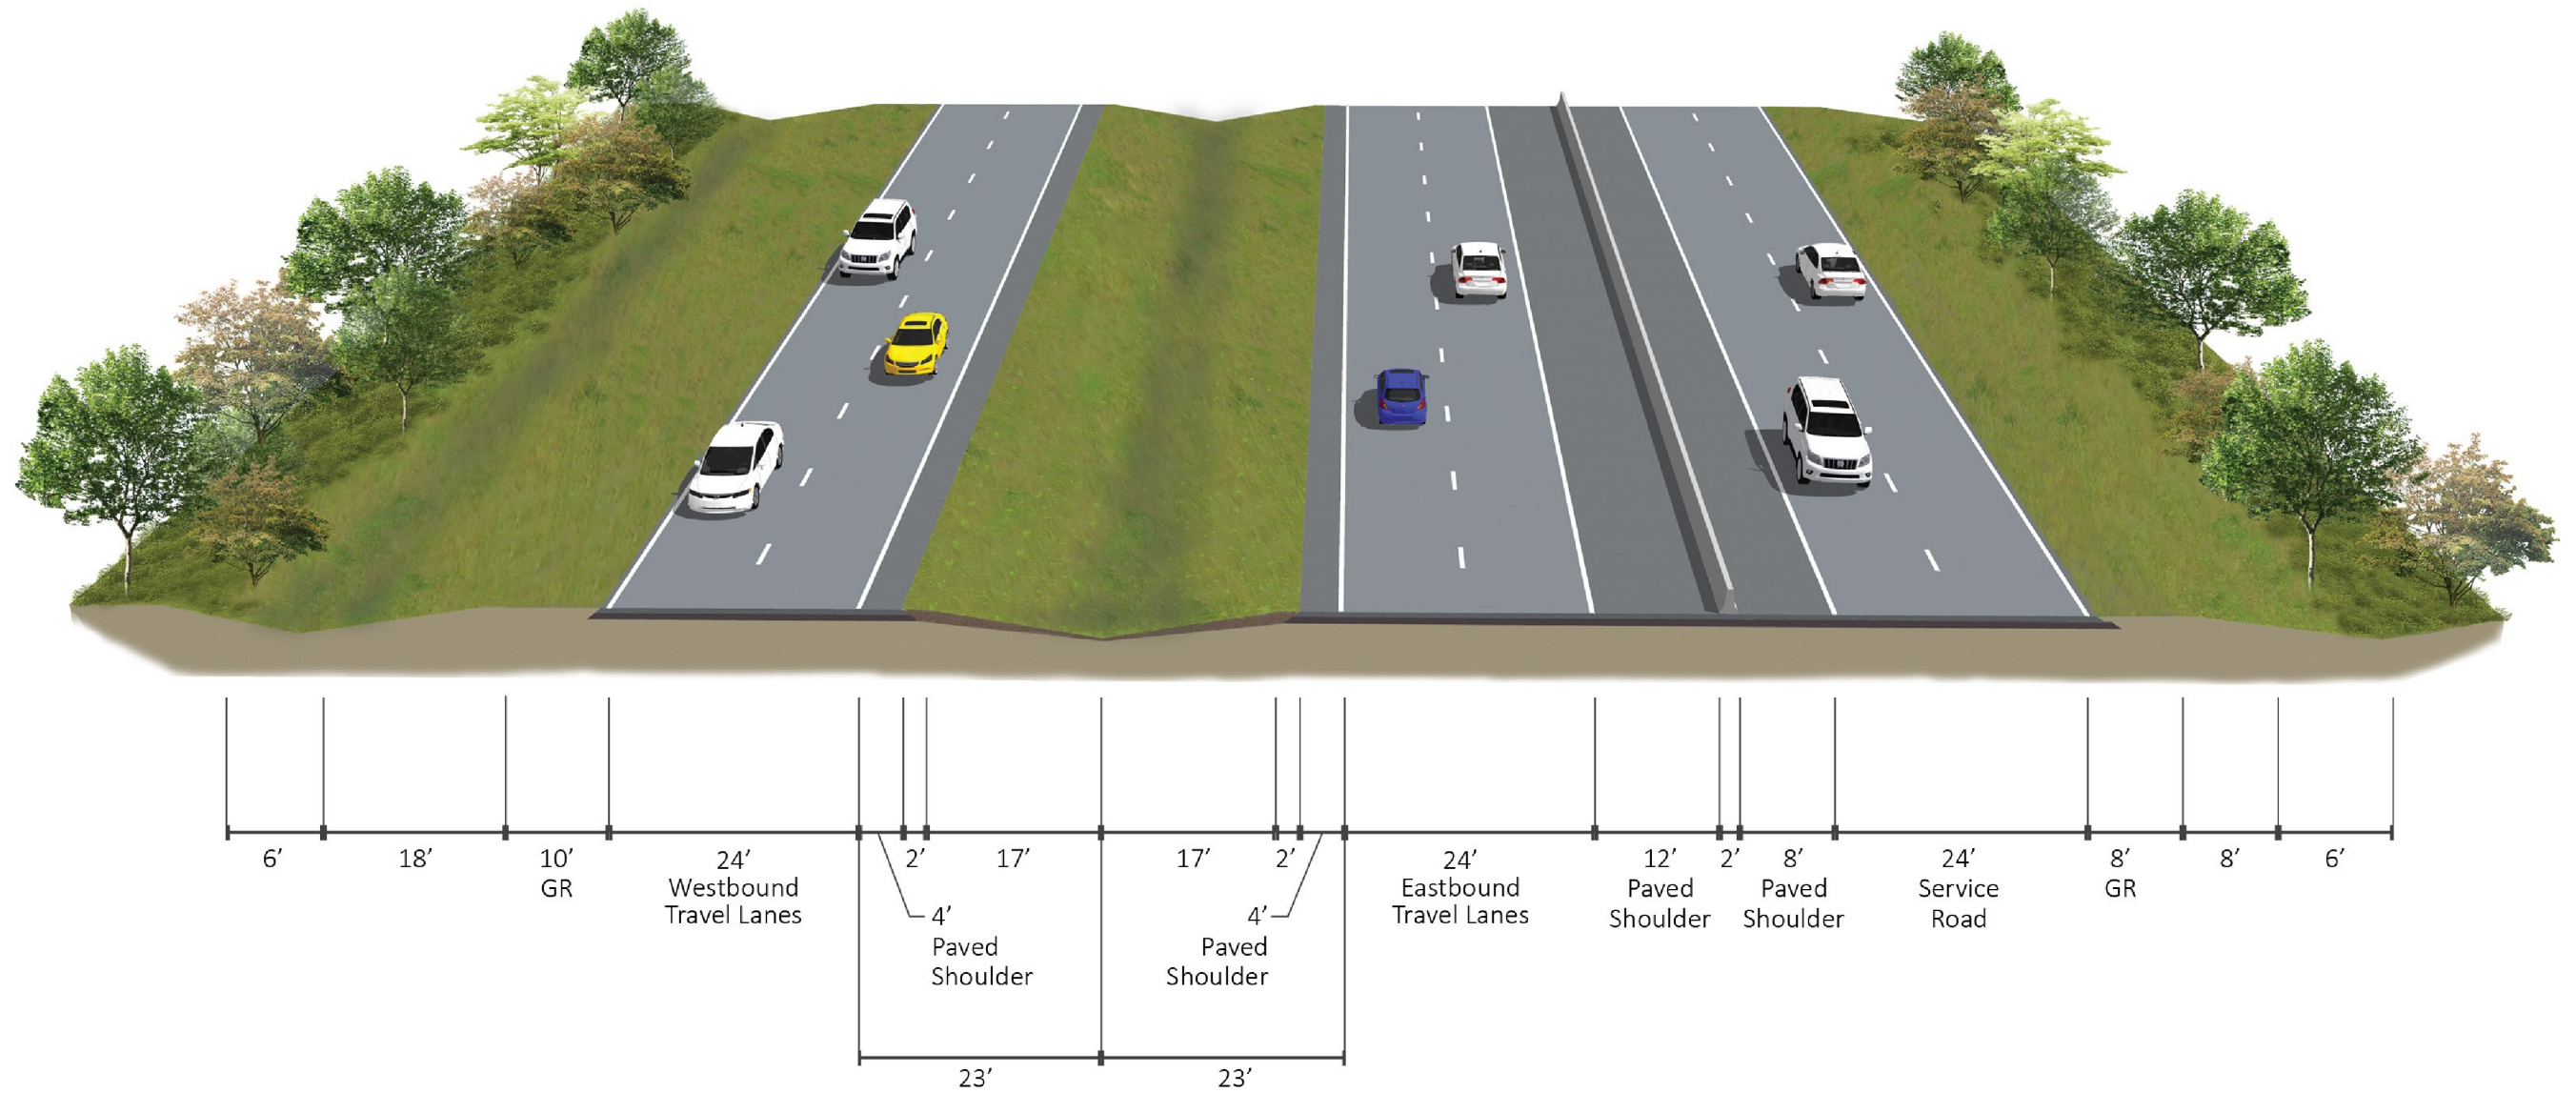 6’
18’
10’
GR
24’
Westbound
Travel Lanes
2’
17’
4’
Paved
Shoulder
17’
2’
4’
Paved
Shoulder
24’
Eastbound
Travel Lanes
12’
Paved
Shoulder
2’
8’
Paved
Shoulder
24’
Service
Road
8’
GR
8’
6’
23’
23’